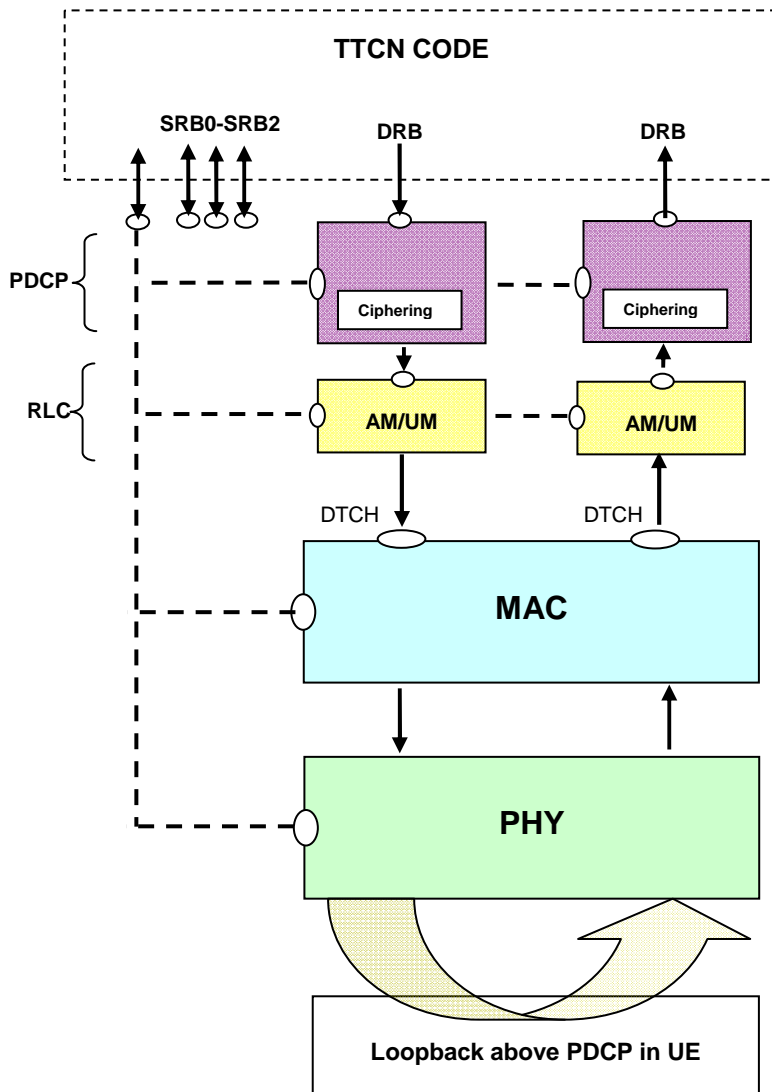 TTCN CODE
SRB0-SRB2
DRB
DRB
PDCP
Ciphering
Ciphering
RLC
AM/UM
AM/UM
DTCH
DTCH
MAC
PHY
Loopback above PDCP in UE